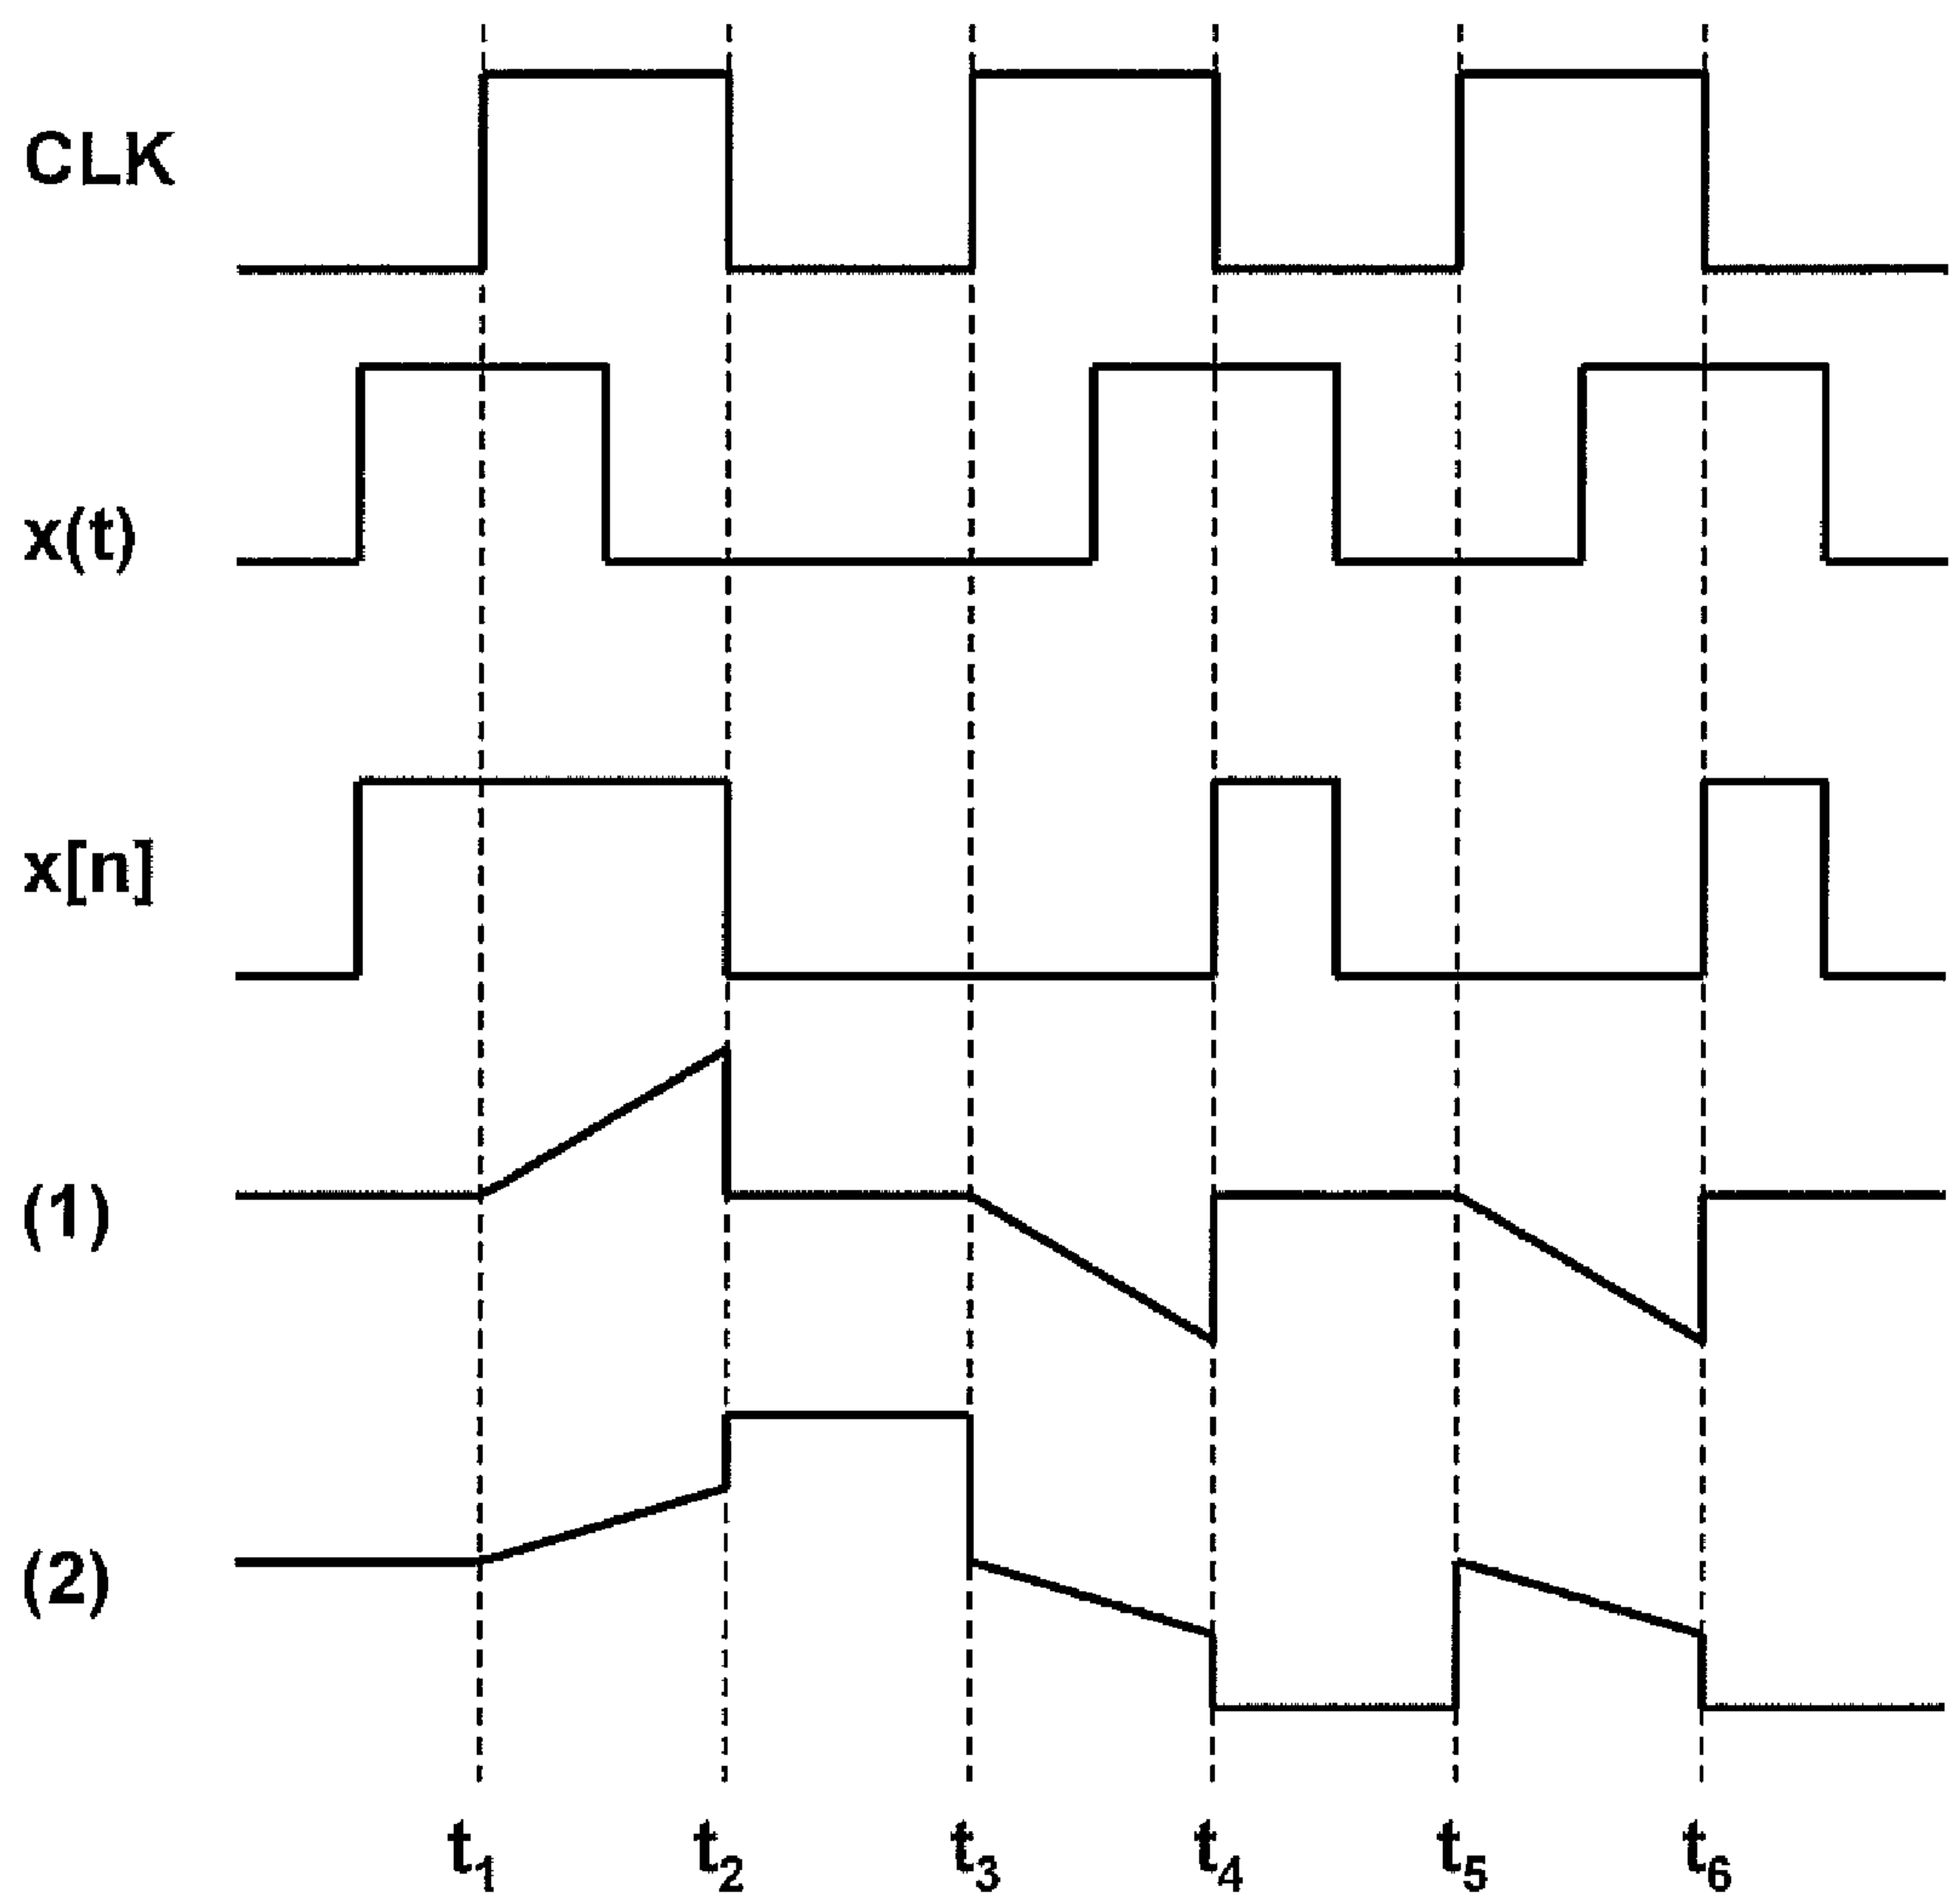 CLK
x(t)
x[n]
(1)
(2)
t₁ t₂ t₃ t₄ t₅ t₆